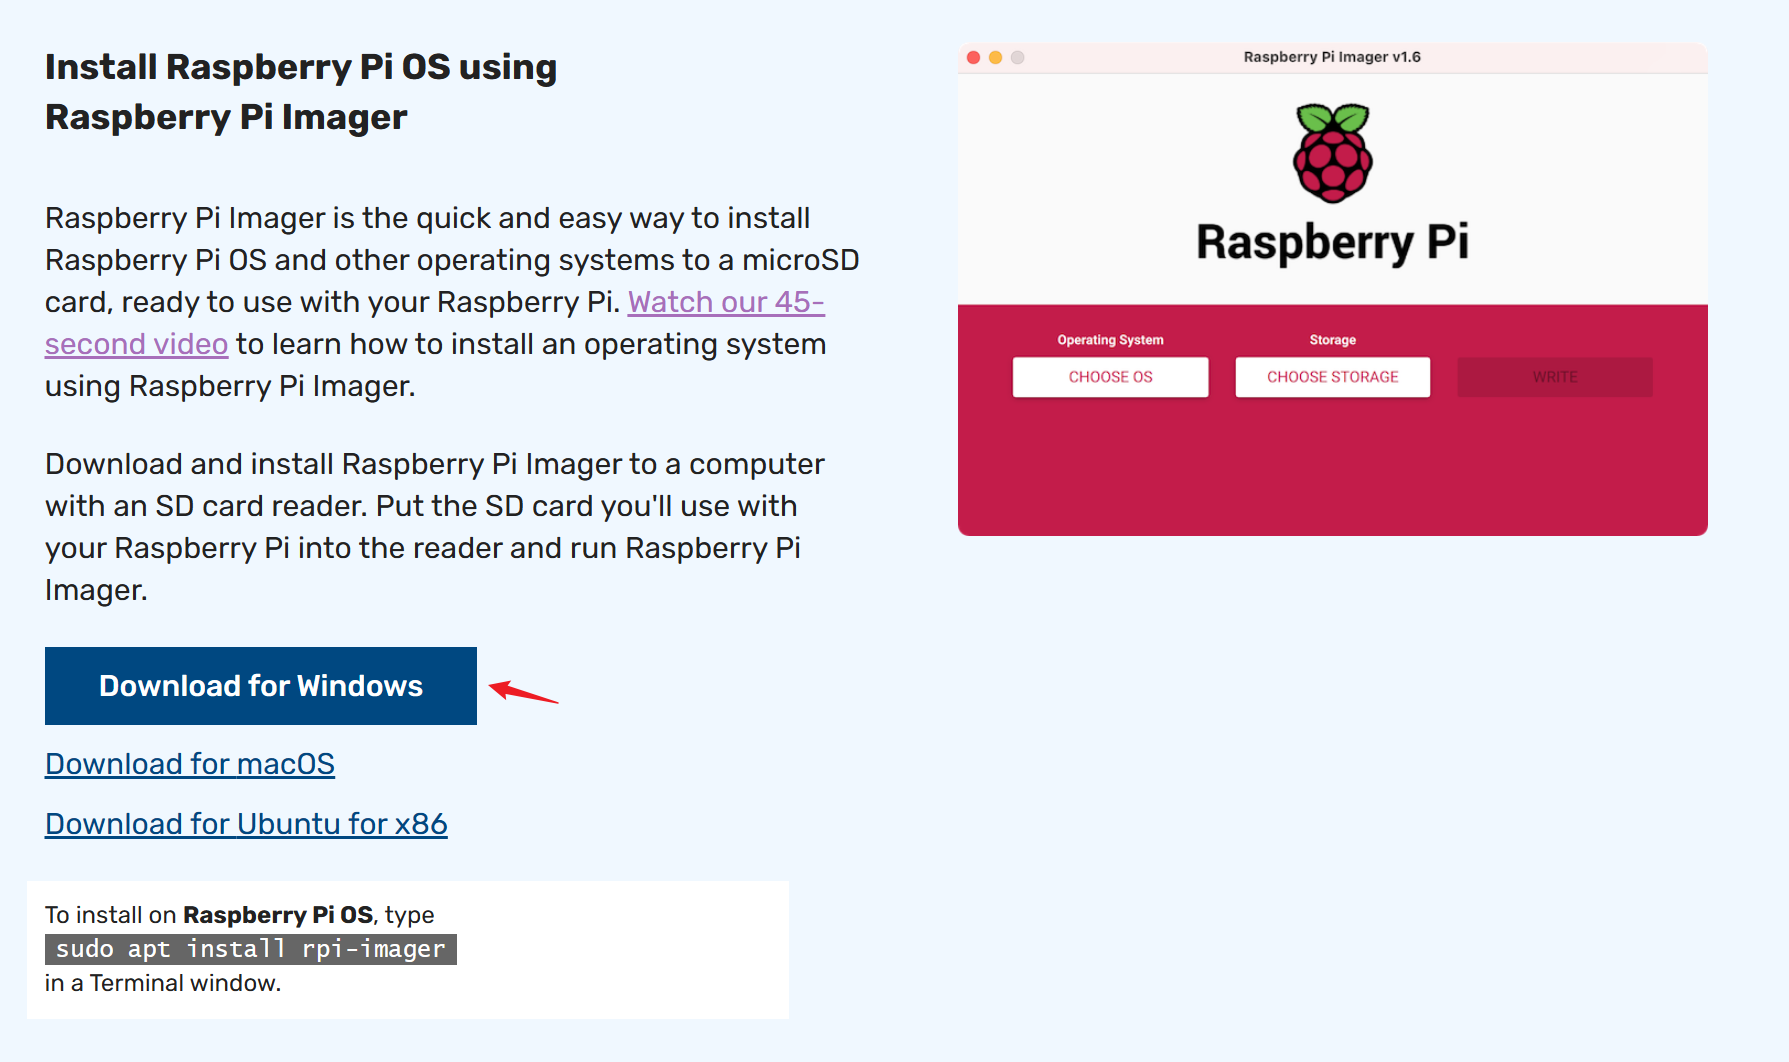 Install Raspberry Pi OS using
Raspberry Pi Imager
Raspberry Pi Imager is the quick and easy way to install
Raspberry Pi OS and other operating systems to a microSD
card, ready to use with your Raspberry Pi. Watch our 45-
second video to learn how to install an operating system
using Raspberry Pi Imager.
Download and install Raspberry Pi Imager to a computer
with an SD card reader. Put the SD card you'll use with
your Raspberry Pi into the reader and run Raspberry Pi
Imager.
Download for Windows
Download for macOS
Download for Ubuntu for x86
To install on Raspberry Pi OS, type
sudo apt install rpi-imager
in a Terminal window.
Raspberry Pi Imager v1.6
Raspberry Pi
Operating System
Storage
CHOOSE OS
CHOOSE STORAGE
WRITE